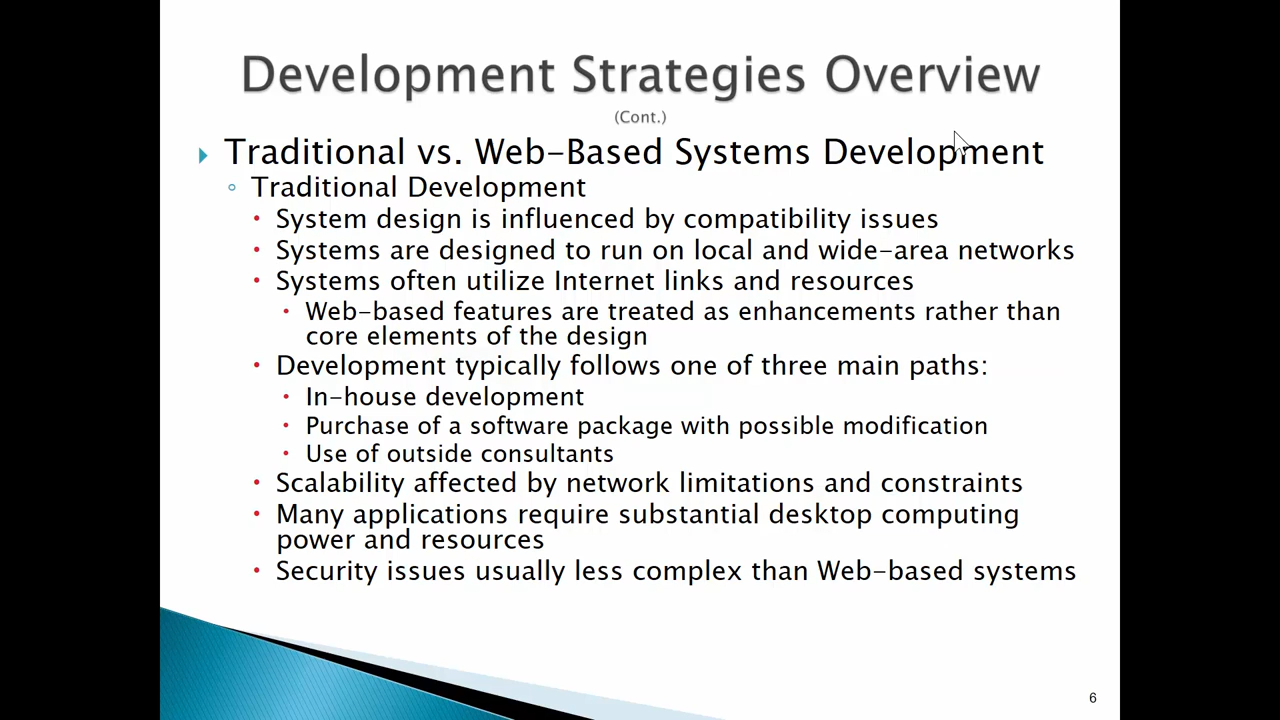 Development Strategies Overview
(Cont.)
Traditional vs. Web-Based Systems Development
Traditional Development
System design is influenced by compatibility issues
Systems are designed to run on local and wide-area networks
Systems often utilize Internet links and resources
Web-based features are treated as enhancements rather than
core elements of the design
Development typically follows one of three main paths:
In-house development
Purchase of a software package with possible modification
Use of outside consultants
Scalability affected by network limitations and constraints
Many applications require substantial desktop computing
power and resources
Security issues usually less complex than Web-based systems
6